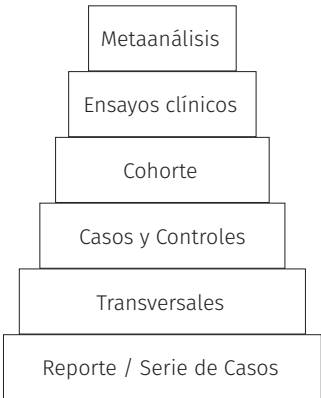 Metaanálisis
Ensayos clínicos
Cohorte
Casos y Controles
Transversales
Reporte / Serie de Casos